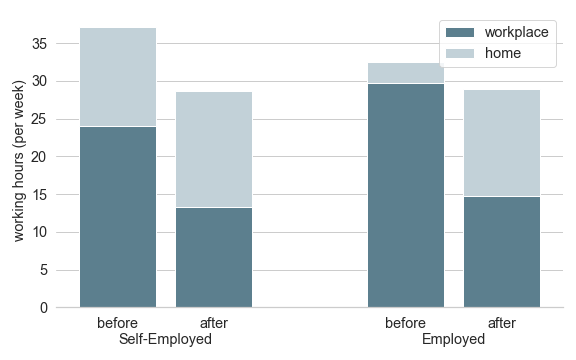 workplace
home
working hours (per week)
35
30
25
20
15
10
5
0
before after before after
Self-Employed Employed